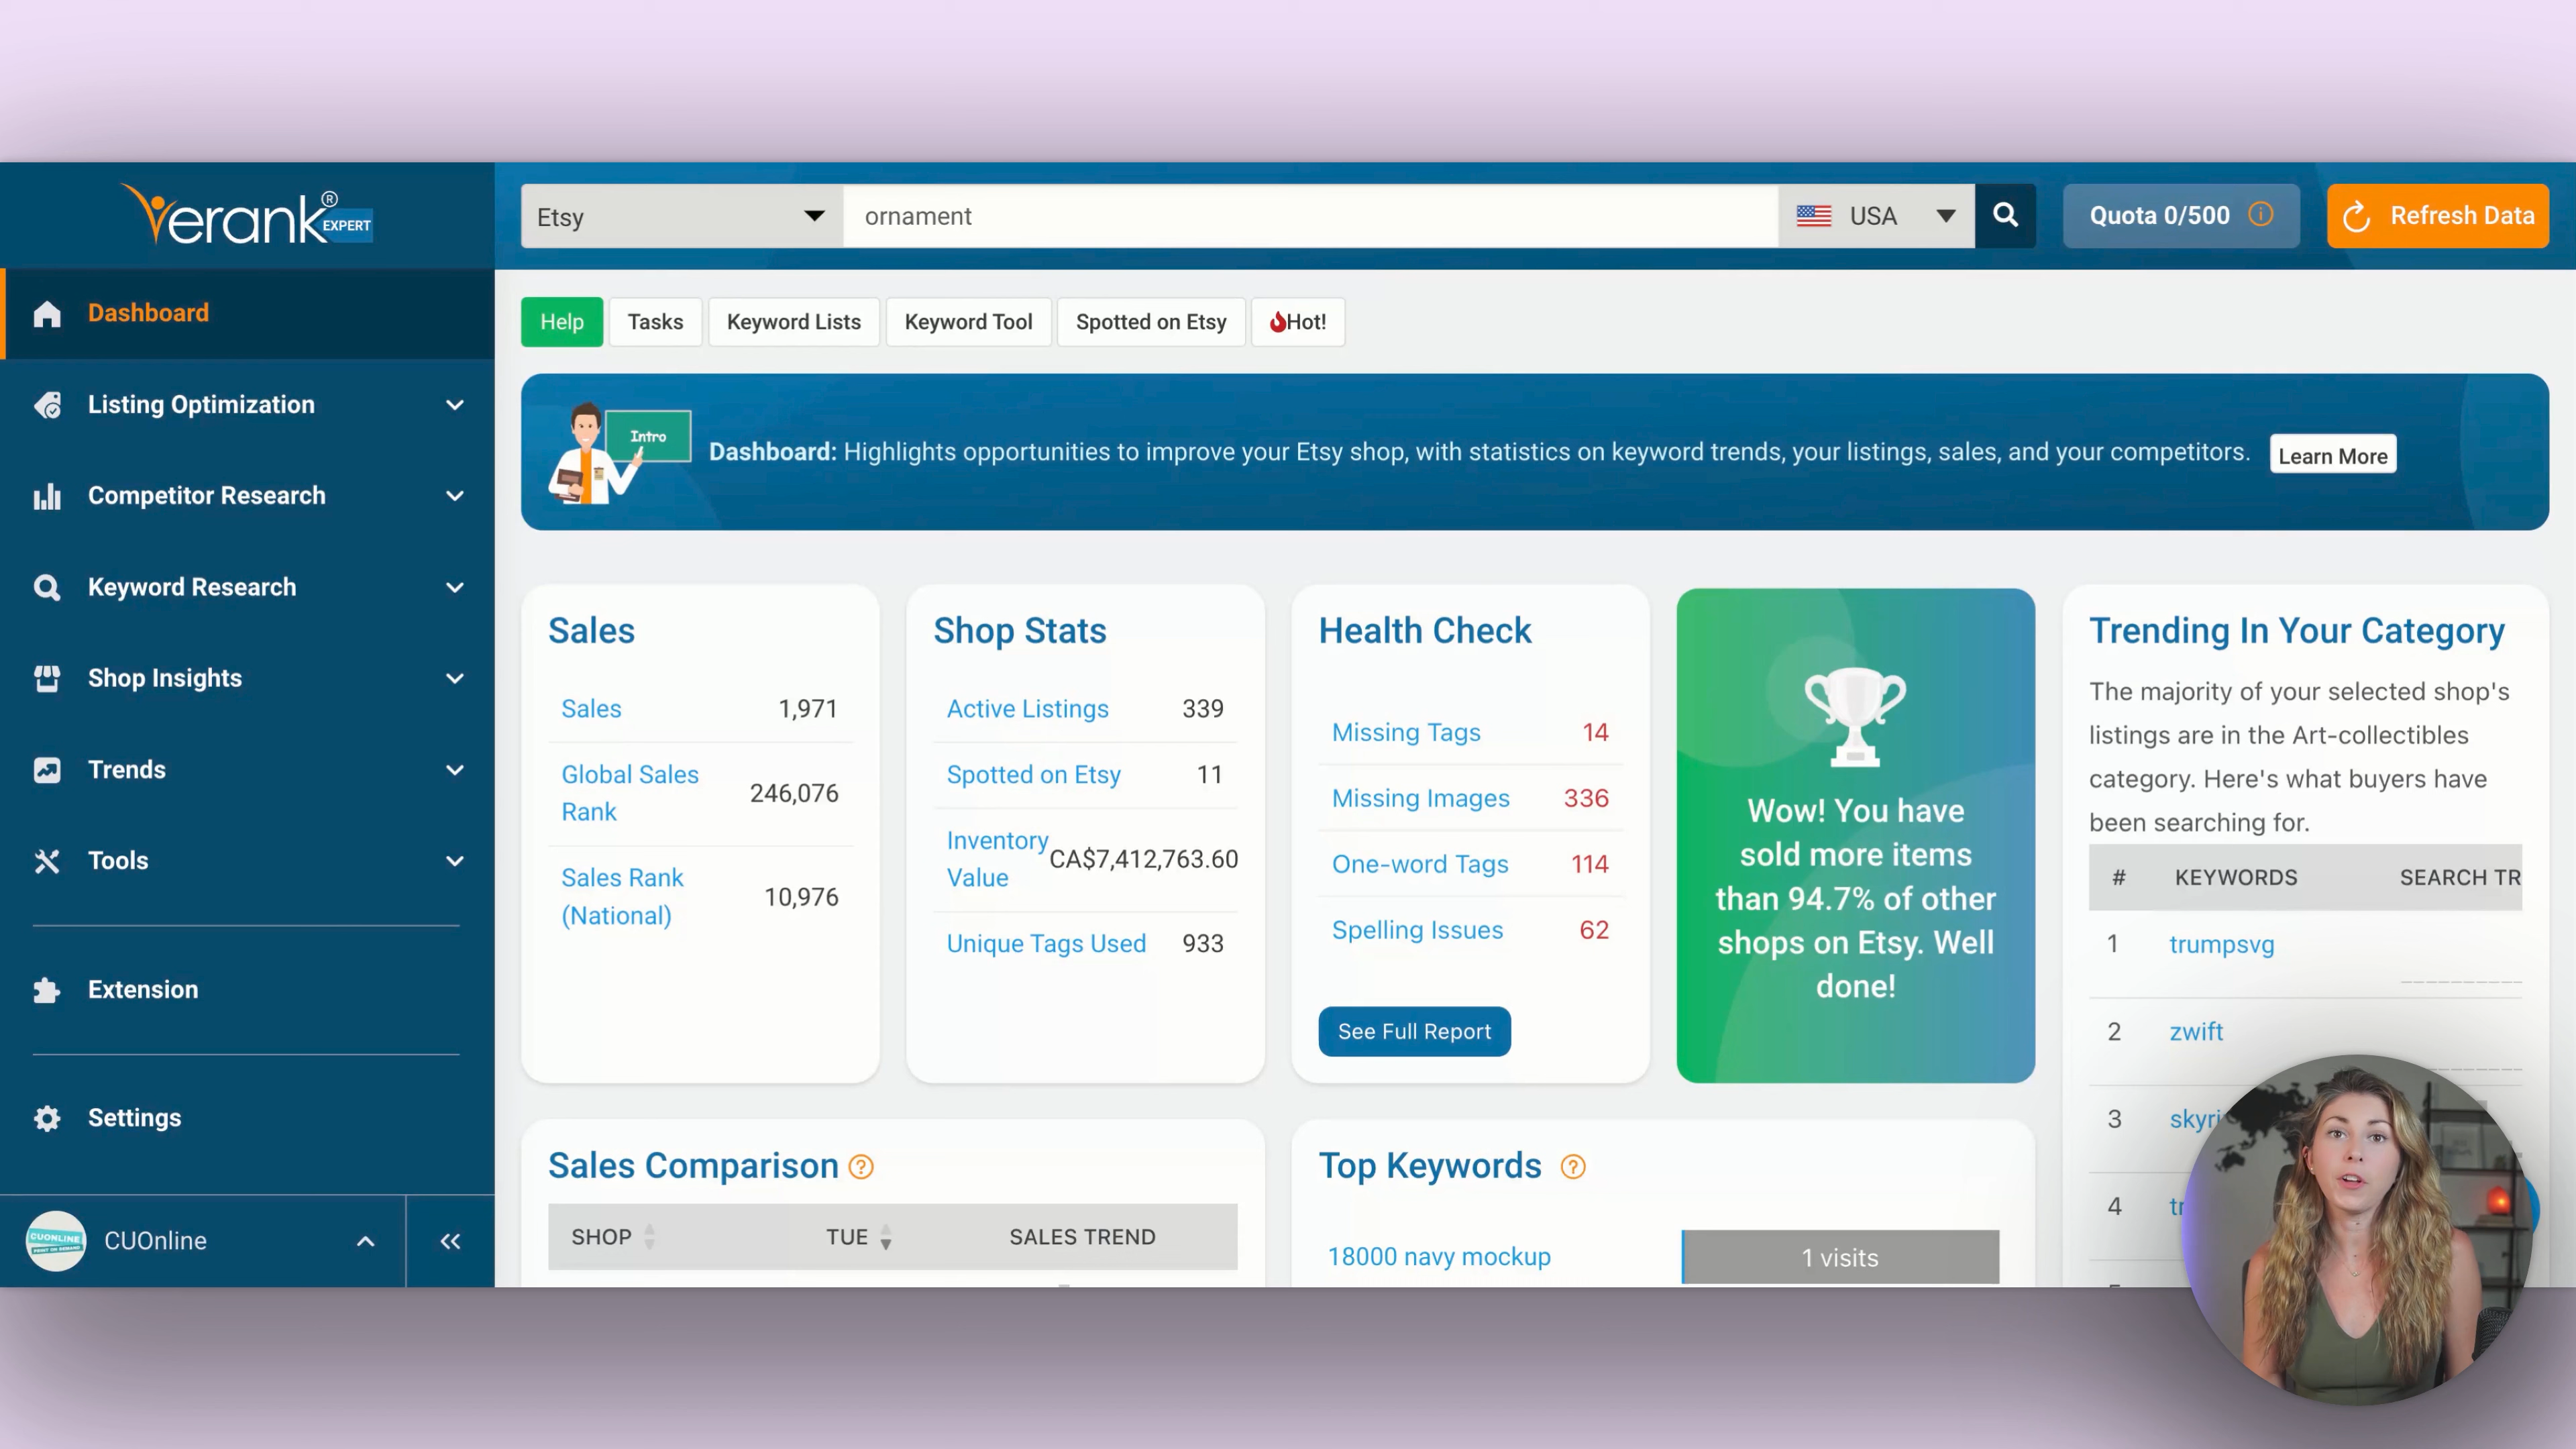 erank®
EXPERT
Etsy
ornament
USA
Quota 0/500
Refresh Data
Dashboard
Listing Optimization
Competitor Research
Keyword Research
Shop Insights
Trends
Tools
Extension
Settings
CUONLINE
CUOnline
Help
Tasks
Keyword Lists
Keyword Tool
Spotted on Etsy
Hot!
Intro
Dashboard: Highlights opportunities to improve your Etsy shop, with statistics on keyword trends, your listings, sales, and your competitors.
Learn More
Sales
Sales 1,971
Global Sales
Rank
246,076
Sales Rank
(National)
10,976
Shop Stats
Active Listings 339
Spotted on Etsy 11
Inventory
Value
CA$7,412,763.60
Unique Tags Used 933
Health Check
Missing Tags 14
Missing Images 336
One-word Tags 114
Spelling Issues 62
See Full Report
Wow! You have
sold more items
than 94.7% of other
shops on Etsy. Well
done!
Trending In Your Category
The majority of your selected shop's
listings are in the Art-collectibles
category. Here's what buyers have
been searching for.
# KEYWORDS SEARCH TR
1 trumpsvg
2 zwift
3 skyri
4 tr
Sales Comparison ?
SHOP TUE SALES TREND
Top Keywords ?
18000 navy mockup 1 visits